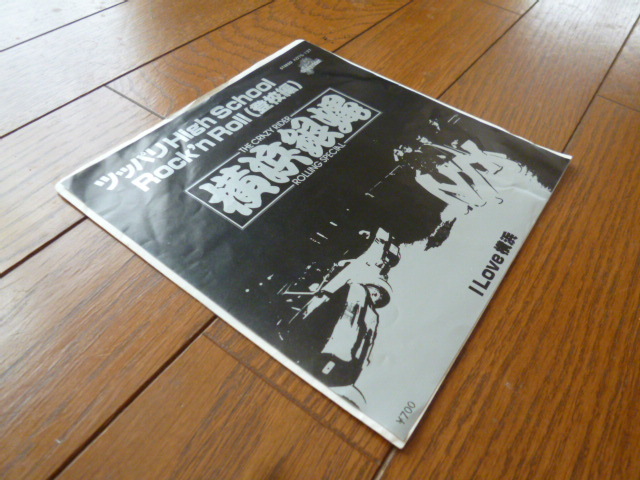 ツッパリHigh School
Rock'n Roll(登校編)
THE CRAZY RIDER
横浜銀蝿
ROLLING SPECIAL
I Love 横浜
¥700